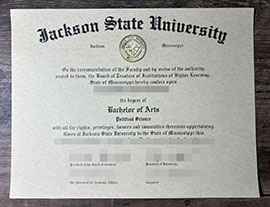 Jackson State University
Jackson Mississippi
On the recommendation of the Faculty and by virtue of the authority
vested in them, the Board of Trustees of Institutions of Higher Learning,
State of Mississippi hereby confers upon
the degree of
Bachelor of Arts
Political Science
with all the rights, privileges, honors and immunities thereunto appertaining.
Given at Jackson State University in the State of Mississippi this